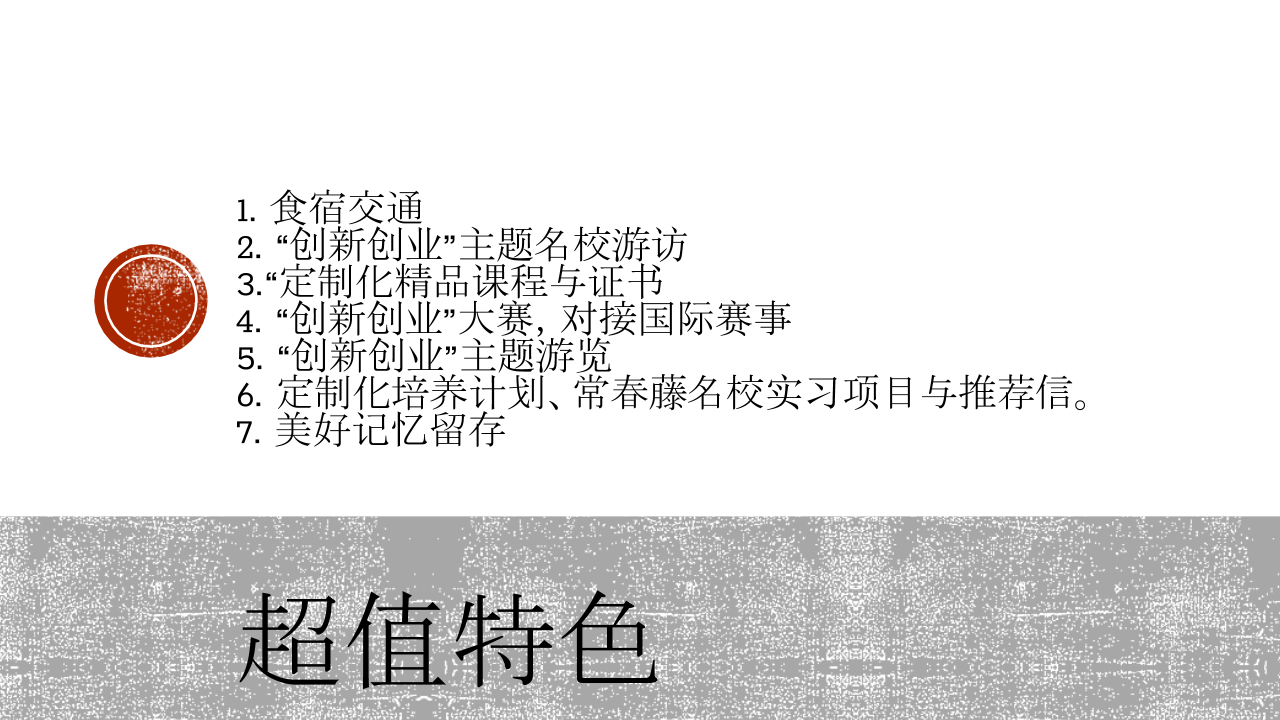 1. 食宿交通
2. “创新创业”主题名校游访
3.“定制化精品课程与证书
4. “创新创业”大赛，对接国际赛事
5. “创新创业”主题游览
6. 定制化培养计划、常春藤名校实习项目与推荐信。
7. 美好记忆留存
超值特色